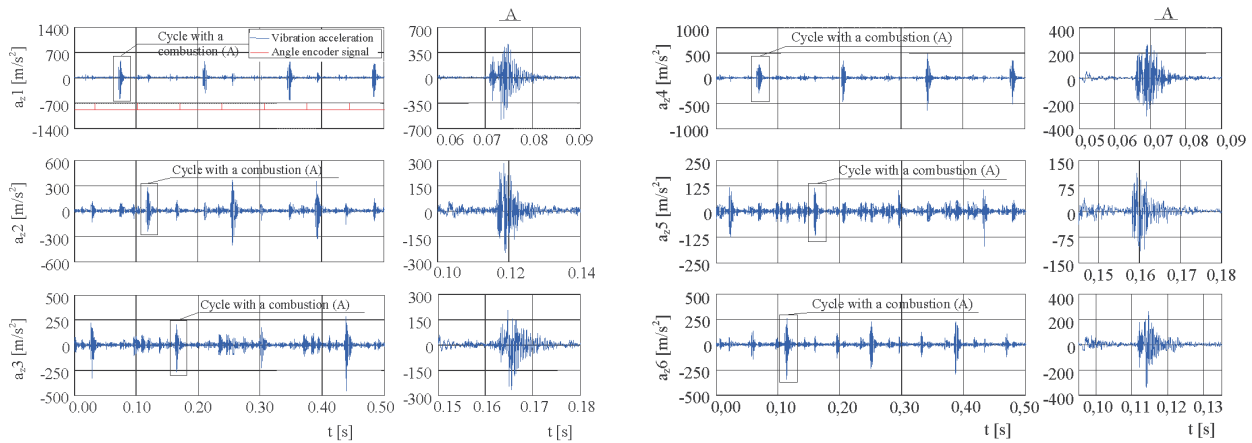 A
1400
700
0
-700
-1400
a_z1 [m/s²]
Cycle with a
combustion (A)
Vibration acceleration
Angle encoder signal
700
350
0
-350
-700
0.06 0.07 0.08 0.09
600
300
0
-300
-600
a_z2 [m/s²]
Cycle with a combustion (A)
300
150
0
-150
-300
0.10 0.12 0.14
500
250
0
-250
-500
a_z3 [m/s²]
Cycle with a combustion (A)
0.00 0.10 0.20 0.30 0.40 0.50
t [s]
300
150
0
-150
-300
0.15 0.16 0.17 0.18
t [s]
A
1000
500
0
-500
-1000
a_z4 [m/s²]
Cycle with a combustion (A)
400
200
0
-200
-400
0,05 0,06 0,07 0,08 0,09
250
125
0
-125
-250
a_z5 [m/s²]
Cycle with a combustion (A)
150
75
0
-75
-150
0,15 0,16 0,17 0,18
400
200
0
-200
-400
a_z6 [m/s²]
Cycle with a combustion (A)
0,00 0,10 0,20 0,30 0,40 0,50
t [s]
400
200
0
-200
-400
0,10 0,11 0,12 0,13
t [s]